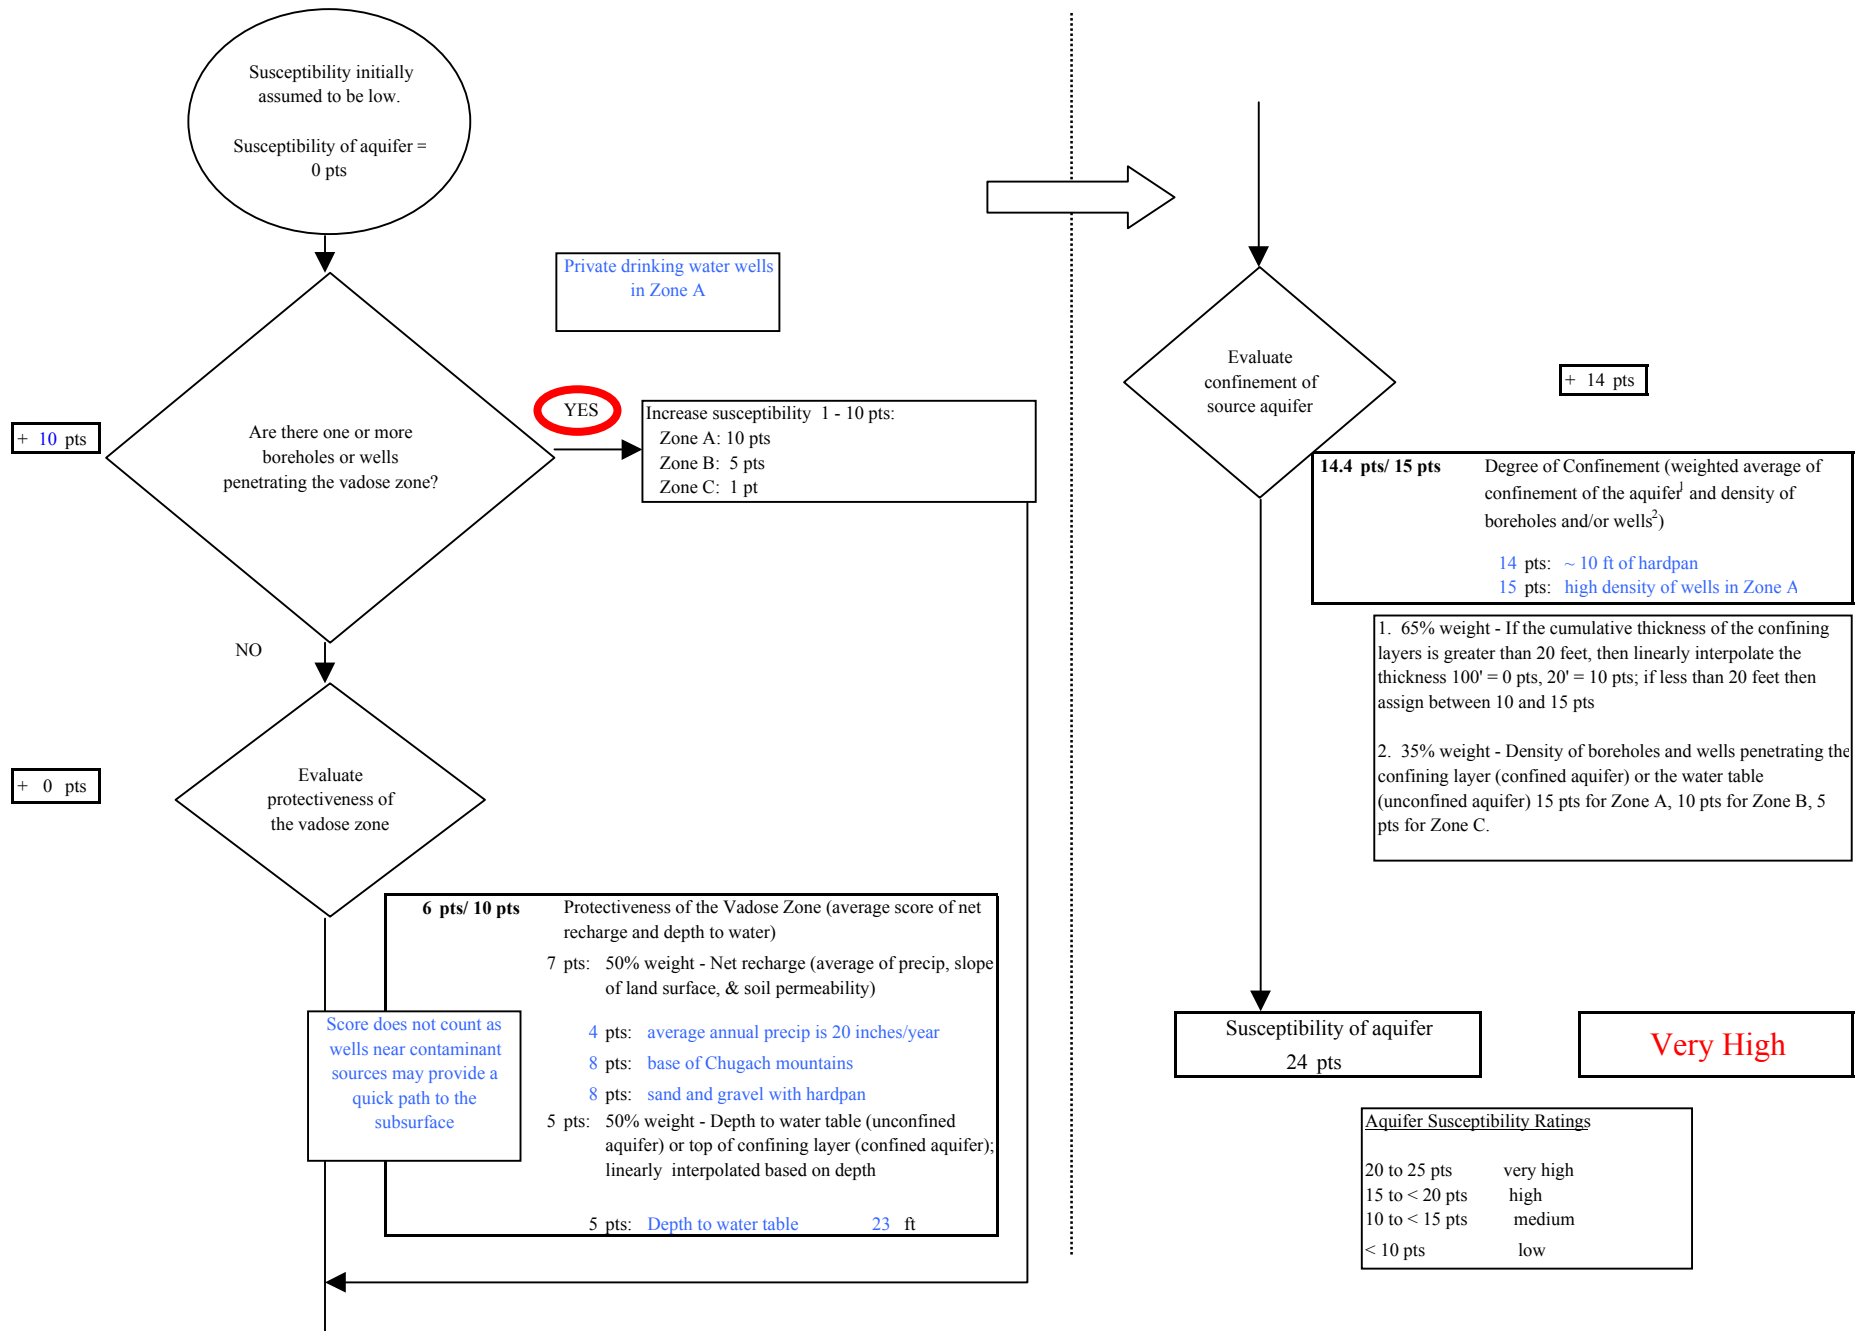 Susceptibility initially
assumed to be low.
Susceptibility of aquifer =
0 pts
Private drinking water wells
in Zone A
YES
+ 10 pts
Are there one or more
boreholes or wells
penetrating the vadose zone?
Increase susceptibility 1 - 10 pts:
Zone A: 10 pts
Zone B: 5 pts
Zone C: 1 pt
NO
+ 0 pts
Evaluate
protectiveness of
the vadose zone
6 pts/ 10 pts Protectiveness of the Vadose Zone (average score of net
recharge and depth to water)
7 pts: 50% weight - Net recharge (average of precip, slope
of land surface, & soil permeability)
4 pts: average annual precip is 20 inches/year
8 pts: base of Chugach mountains
8 pts: sand and gravel with hardpan
5 pts: 50% weight - Depth to water table (unconfined
aquifer) or top of confining layer (confined aquifer);
linearly interpolated based on depth
5 pts: Depth to water table 23 ft
Score does not count as
wells near contaminant
sources may provide a
quick path to the
subsurface
Evaluate
confinement of
source aquifer
+ 14 pts
14.4 pts/ 15 pts Degree of Confinement (weighted average of
confinement of the aquifer1 and density of
boreholes and/or wells2)
14 pts: ~ 10 ft of hardpan
15 pts: high density of wells in Zone A
1. 65% weight - If the cumulative thickness of the confining
layers is greater than 20 feet, then linearly interpolate the
thickness 100' = 0 pts, 20' = 10 pts; if less than 20 feet then
assign between 10 and 15 pts
2. 35% weight - Density of boreholes and wells penetrating the
confining layer (confined aquifer) or the water table
(unconfined aquifer) 15 pts for Zone A, 10 pts for Zone B, 5
pts for Zone C.
Susceptibility of aquifer
24 pts
Very High
Aquifer Susceptibility Ratings
20 to 25 pts very high
15 to < 20 pts high
10 to < 15 pts medium
< 10 pts low